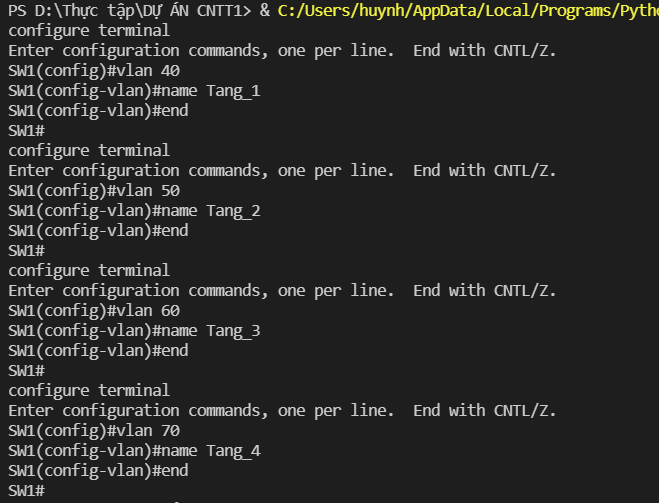 PS D:\Thực tập\DỰ ÁN CNTT1> & C:/Users/huynh/AppData/Local/Programs/Pytho
configure terminal
Enter configuration commands, one per line.  End with CNTL/Z.
SW1(config)#vlan 40
SW1(config-vlan)#name Tang_1
SW1(config-vlan)#end
SW1#
configure terminal
Enter configuration commands, one per line.  End with CNTL/Z.
SW1(config)#vlan 50
SW1(config-vlan)#name Tang_2
SW1(config-vlan)#end
SW1#
configure terminal
Enter configuration commands, one per line.  End with CNTL/Z.
SW1(config)#vlan 60
SW1(config-vlan)#name Tang_3
SW1(config-vlan)#end
SW1#
configure terminal
Enter configuration commands, one per line.  End with CNTL/Z.
SW1(config)#vlan 70
SW1(config-vlan)#name Tang_4
SW1(config-vlan)#end
SW1#